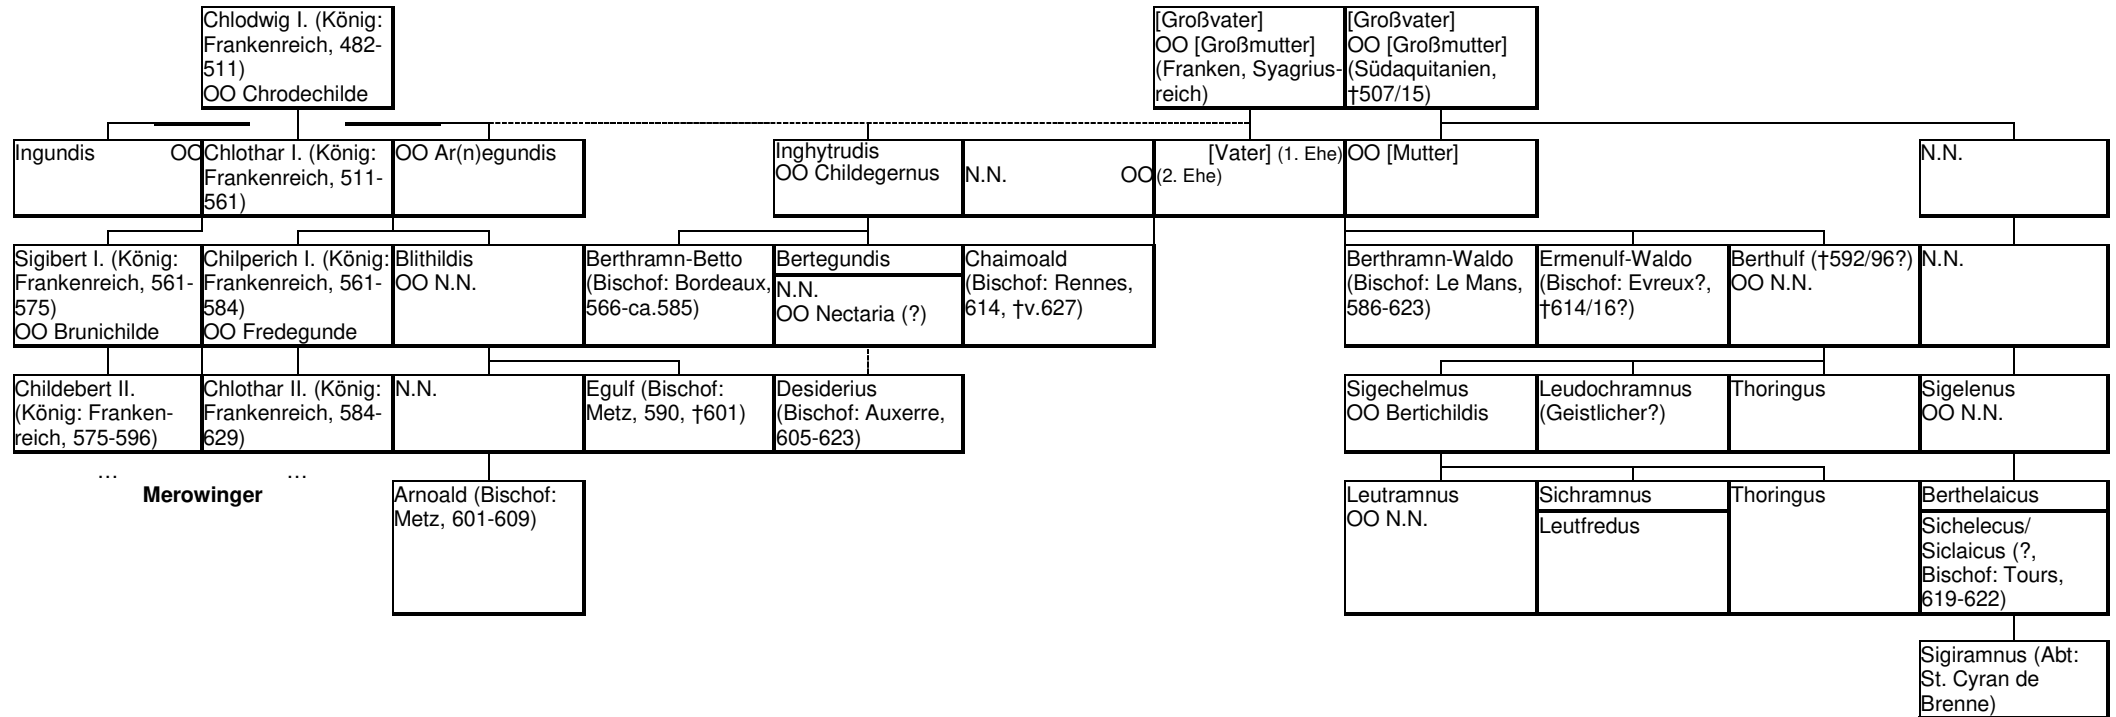 Chlodwig I. (König:
Frankenreich, 482-
511)
OO Chrodechilde
[Großvater]
OO [Großmutter]
(Franken, Syagrius-
reich)
[Großvater]
OO [Großmutter]
(Südaquitanien,
†507/15)
Ingundis OO
Chlothar I. (König:
Frankenreich, 511-
561)
OO Ar(n)egundis
Inghytrudis
OO Childegernus
N.N. OO
[Vater] (1. Ehe)
(2. Ehe)
OO [Mutter]
N.N.
Sigibert I. (König:
Frankenreich, 561-
575)
OO Brunichilde
Chilperich I. (König:
Frankenreich, 561-
584)
OO Fredegunde
Blithildis
OO N.N.
Berthramn-Betto
(Bischof: Bordeaux,
566-ca.585)
Bertegundis
N.N.
OO Nectaria (?)
Chaimoald
(Bischof: Rennes,
614, †v.627)
Berthramn-Waldo
(Bischof: Le Mans,
586-623)
Ermenulf-Waldo
(Bischof: Evreux?,
†614/16?)
Berthulf (†592/96?)
OO N.N.
N.N.
Childebert II.
(König: Franken-
reich, 575-596)
Chlothar II. (König:
Frankenreich, 584-
629)
N.N.
Egulf (Bischof:
Metz, 590, †601)
Desiderius
(Bischof: Auxerre,
605-623)
Sigechelmus
OO Bertichildis
Leudochramnus
(Geistlicher?)
Thoringus
Sigelenus
OO N.N.
… …
Merowinger
Arnoald (Bischof:
Metz, 601-609)
Leutramnus
OO N.N.
Sichramnus
Leutfredus
Thoringus
Berthelaicus
Sichelecus/
Siclaicus (?,
Bischof: Tours,
619-622)
Sigiramnus (Abt:
St. Cyran de
Brenne)